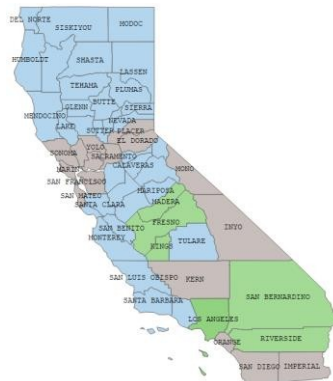 DEL NORTE
SISKIYOU
MODOC
HUMBOLDT
SHASTA
LASSEN
TEHAMA
PLUMAS
BUTTE
GLENN
SIERRA
MENDOCINO
NEVADA
LAKE
SUTTER
PLACER
EL DORADO
YOLO
SONOMA
SACRAMENTO
MONO
MARIN
CALAVERAS
SAN FRANCISCO
SAN MATEO
MARIPOSA
SANTA CLARA
MADERA
FRESNO
SAN BENITO
MONTEREY
INYO
KINGS
TULARE
SAN LUIS OBISPO
KERN
SAN BERNARDINO
SANTA BARBARA
LOS ANGELES
RIVERSIDE
ORANGE
SAN DIEGO
IMPERIAL